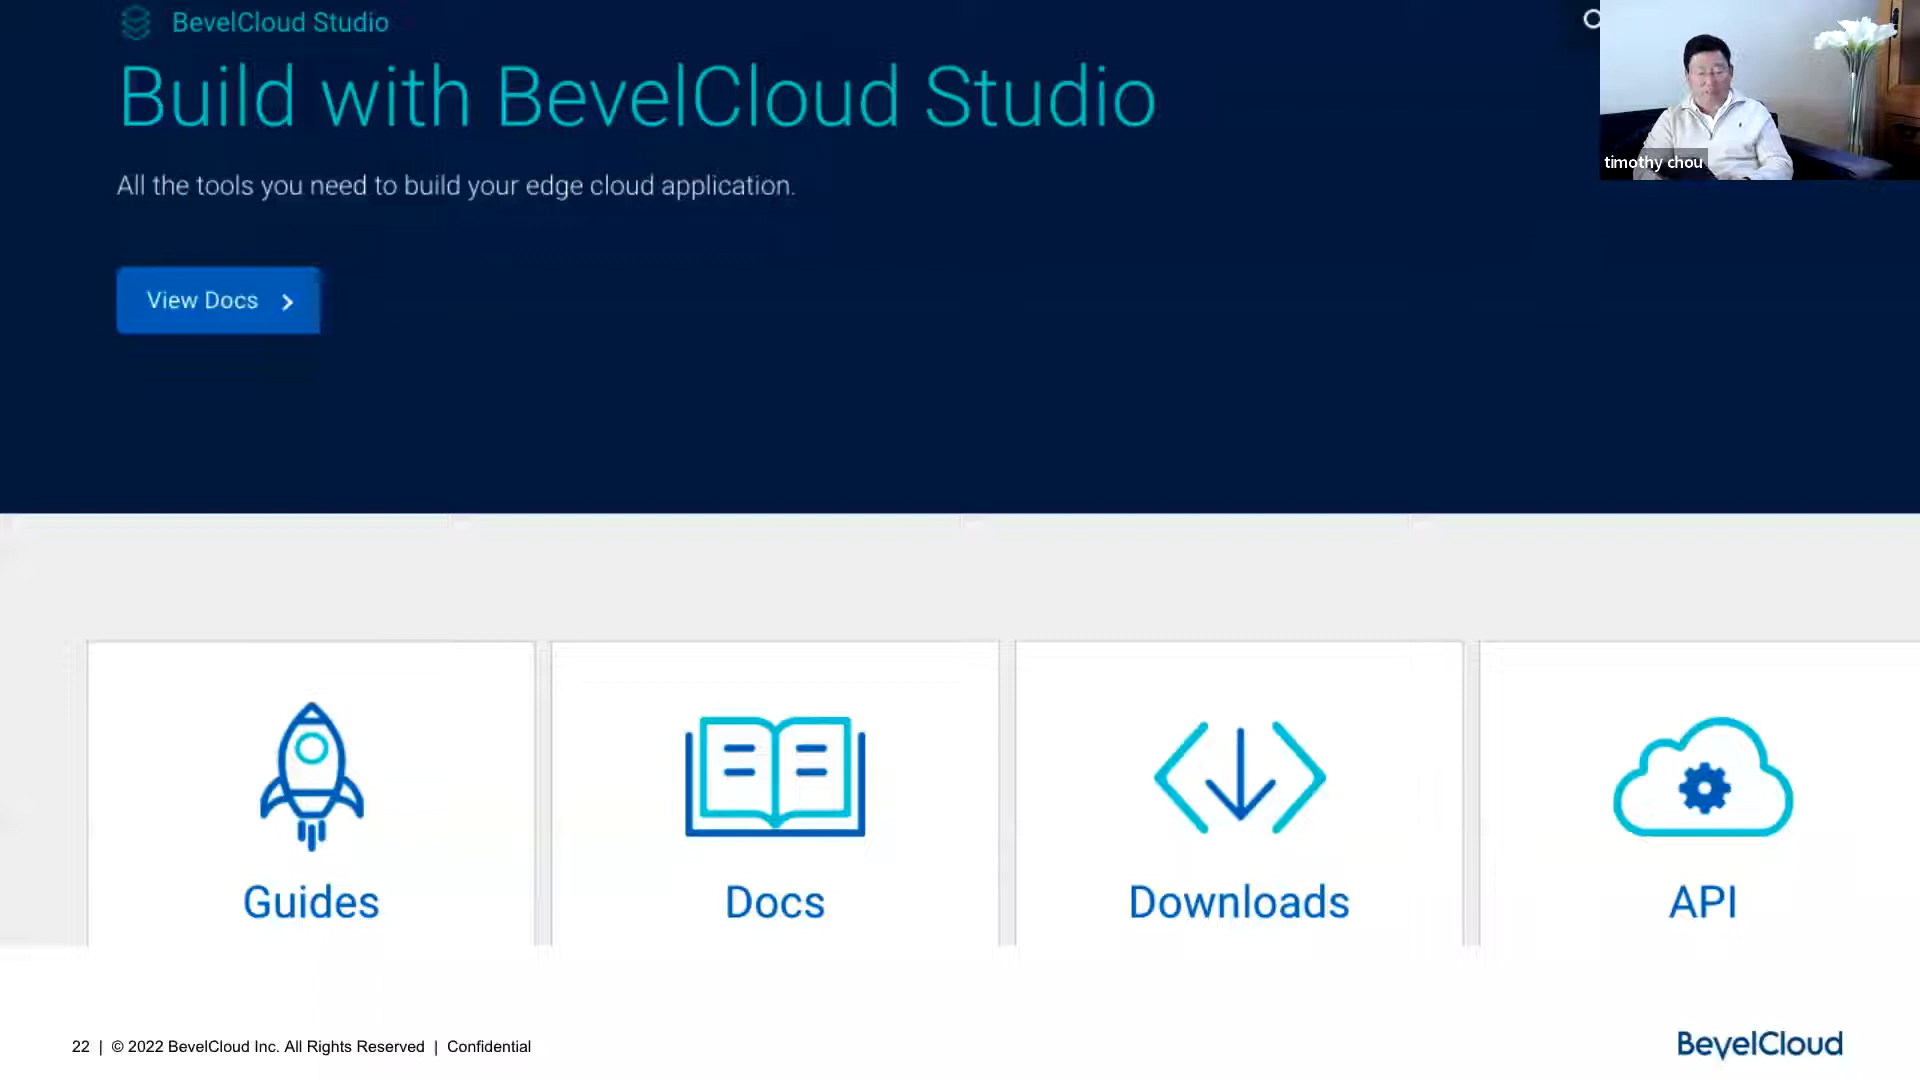 BevelCloud Studio
Build with BevelCloud Studio
All the tools you need to build your edge cloud application.
View Docs
timothy chou
Guides
Docs
Downloads
API
22 | © 2022 BevelCloud Inc. All Rights Reserved | Confidential
BevelCloud